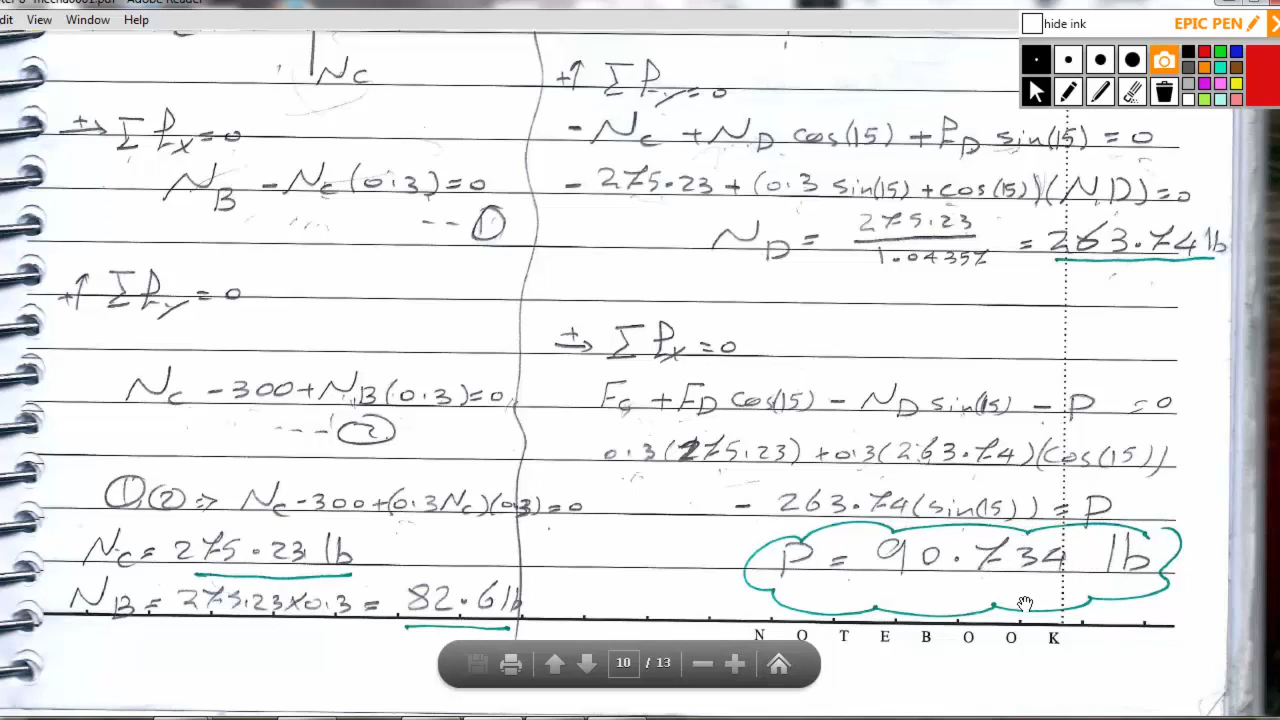 dit View Window Help
hide ink
EPIC PEN
N_C
+→ ΣF_x=0
N_B - N_C(0.3)=0
-- ①
+↑ ΣF_y=0
N_C - 300 + N_B(0.3)=0
--- ②
①,② ⇒ N_C - 300 + (0.3N_C)(0.3)=0
N_C = 275.23 lb
N_B = 275.23×0.3 = 82.6 lb
+↑ ΣF_y=0
- N_C + N_D cos(15) + F_D sin(15) = 0
- 275.23 + (0.3 sin(15) + cos(15))(N_D)=0
N_D = 275.23 / 1.04357 = 263.74 lb
+→ ΣF_x=0
F_C + F_D cos(15) - N_D sin(15) - P = 0
0.3(275.23) + 0.3(263.74)(cos(15))
- 263.74(sin(15)) = P
P = 90.734 lb
NOTEBOOK
10 / 13